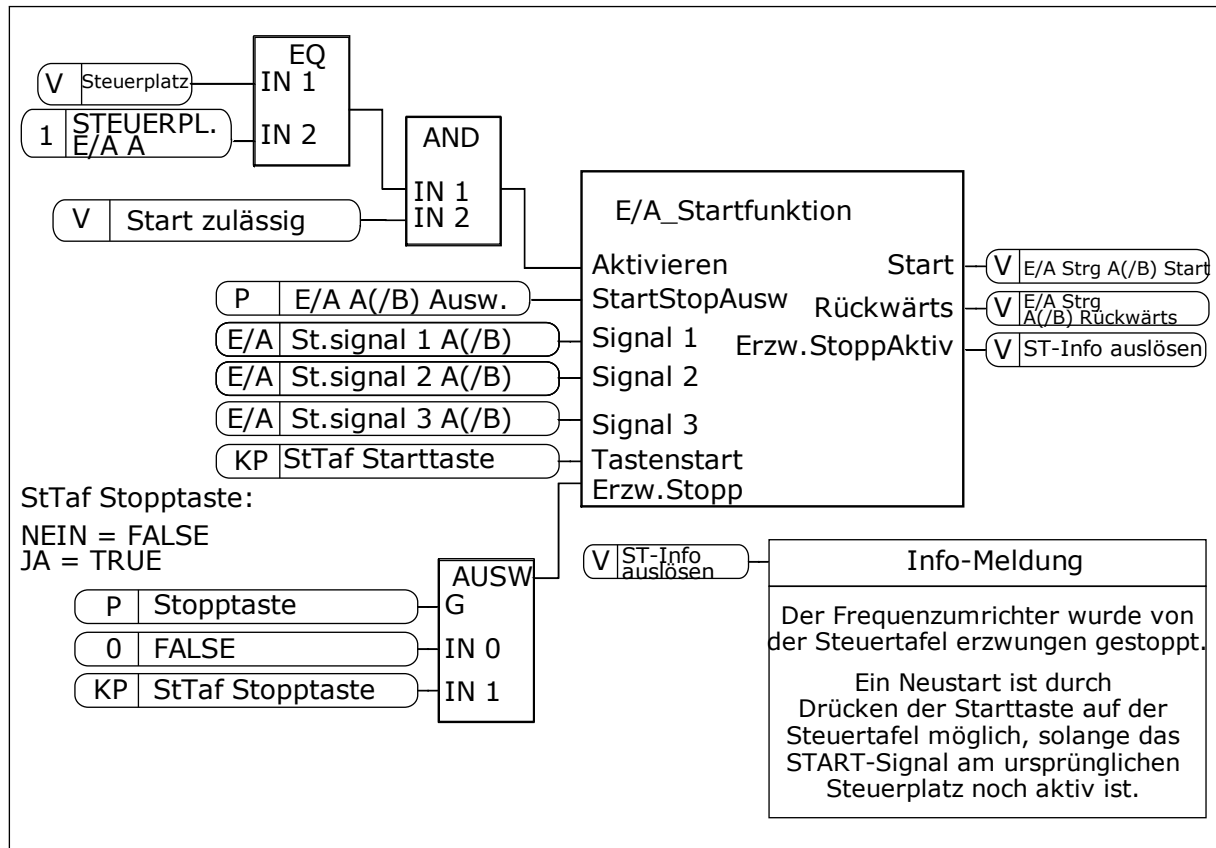 EQ
V Steuerplatz
IN 1
1 STEUERPL.
E/A A
IN 2
AND
IN 1
IN 2
V Start zulässig
E/A_Startfunktion
Aktivieren
Start
V E/A Strg A(/B) Start
P E/A A(/B) Ausw.
StartStopAusw
Rückwärts
V E/A Strg
A(/B) Rückwärts
E/A St.signal 1 A(/B)
Signal 1
Erzw.StoppAktiv
V ST-Info auslösen
E/A St.signal 2 A(/B)
Signal 2
E/A St.signal 3 A(/B)
Signal 3
KP StTaf Starttaste
Tastenstart
Erzw.Stopp
StTaf Stopptaste:
NEIN = FALSE
JA = TRUE
AUSW
P Stopptaste
G
0 FALSE
IN 0
KP StTaf Stopptaste
IN 1
V ST-Info
auslösen
Info-Meldung
Der Frequenzumrichter wurde von
der Steuertafel erzwungen gestoppt.
Ein Neustart ist durch
Drücken der Starttaste auf der
Steuertafel möglich, solange das
START-Signal am ursprünglichen
Steuerplatz noch aktiv ist.